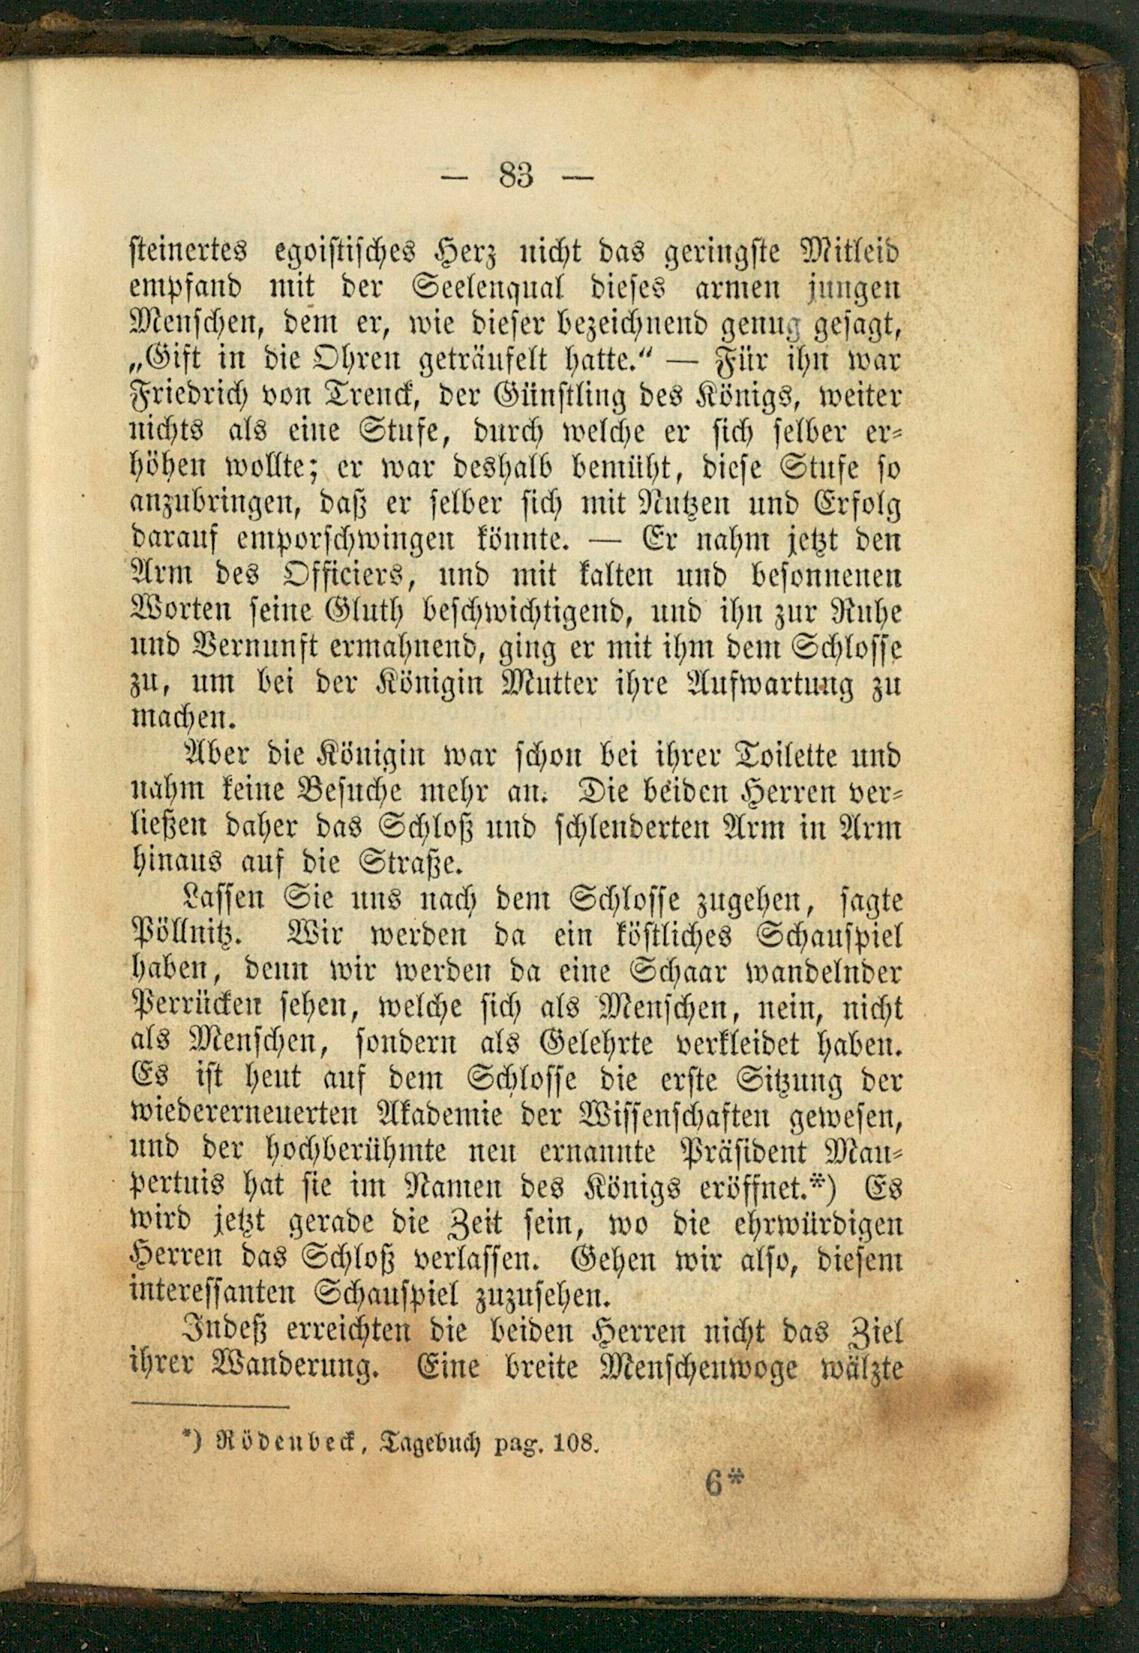 — 83 —
steinertes egoistisches Herz nicht das geringste Mitleid
empfand mit der Seelenqual dieses armen jungen
Menschen, dem er, wie dieser bezeichnend genug gesagt,
„Gift in die Ohren geträufelt hatte.“ — Für ihn war
Friedrich von Trenck, der Günstling des Königs, weiter
nichts als eine Stufe, durch welche er sich selber er-
höhen wollte; er war deshalb bemüht, diese Stufe so
anzubringen, daß er selber sich mit Nutzen und Erfolg
darauf emporschwingen könnte. — Er nahm jetzt den
Arm des Officiers, und mit kalten und besonnenen
Worten seine Gluth beschwichtigend, und ihn zur Ruhe
und Vernunft ermahnend, ging er mit ihm dem Schlosse
zu, um bei der Königin Mutter ihre Aufwartung zu
machen.
Aber die Königin war schon bei ihrer Toilette und
nahm keine Besuche mehr an. Die beiden Herren ver-
ließen daher das Schloß und schlenderten Arm in Arm
hinaus auf die Straße.
Lassen Sie uns nach dem Schlosse zugehen, sagte
Pöllnitz. Wir werden da ein köstliches Schauspiel
haben, denn wir werden da eine Schaar wandelnder
Perrücken sehen, welche sich als Menschen, nein, nicht
als Menschen, sondern als Gelehrte verkleidet haben.
Es ist heut auf dem Schlosse die erste Sitzung der
wiedererneuerten Akademie der Wissenschaften gewesen,
und der hochberühmte neu ernannte Präsident Mau-
pertuis hat sie im Namen des Königs eröffnet.*) Es
wird jetzt gerade die Zeit sein, wo die ehrwürdigen
Herren das Schloß verlassen. Gehen wir also, diesem
interessanten Schauspiel zuzusehen.
Indeß erreichten die beiden Herren nicht das Ziel
ihrer Wanderung. Eine breite Menschenwoge wälzte
*) Rödenbeck, Tagebuch pag. 108.
6*